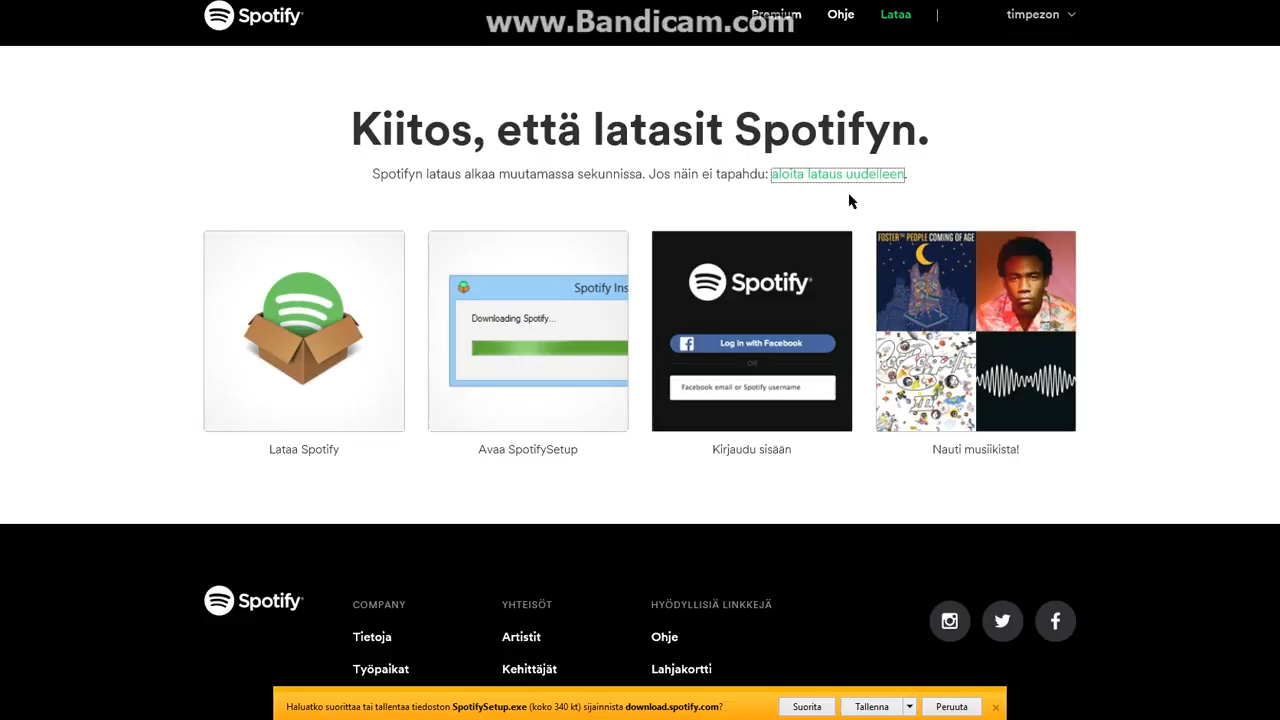 Spotify
www.Bandicam.com
Premium
Ohje
Lataa
timpezon
Kiitos, että latasit Spotifyn.
Spotifyn lataus alkaa muutamassa sekunnissa. Jos näin ei tapahdu: aloita lataus uudelleen.
Spotify Ins
Downloading Spotify...
Spotify
Log in with Facebook
OR
Facebook email or Spotify username
FOSTER THE PEOPLE COMING OF AGE
Lataa Spotify
Avaa SpotifySetup
Kirjaudu sisään
Nauti musiikista!
Spotify
COMPANY
YHTEISÖT
HYÖDYLLISIÄ LINKKEJÄ
Tietoja
Artistit
Ohje
Työpaikat
Kehittäjät
Lahjakortti
Haluatko suorittaa tai tallentaa tiedoston SpotifySetup.exe (koko 340 kt) sijainnista download.spotify.com?
Suorita
Tallenna
Peruuta